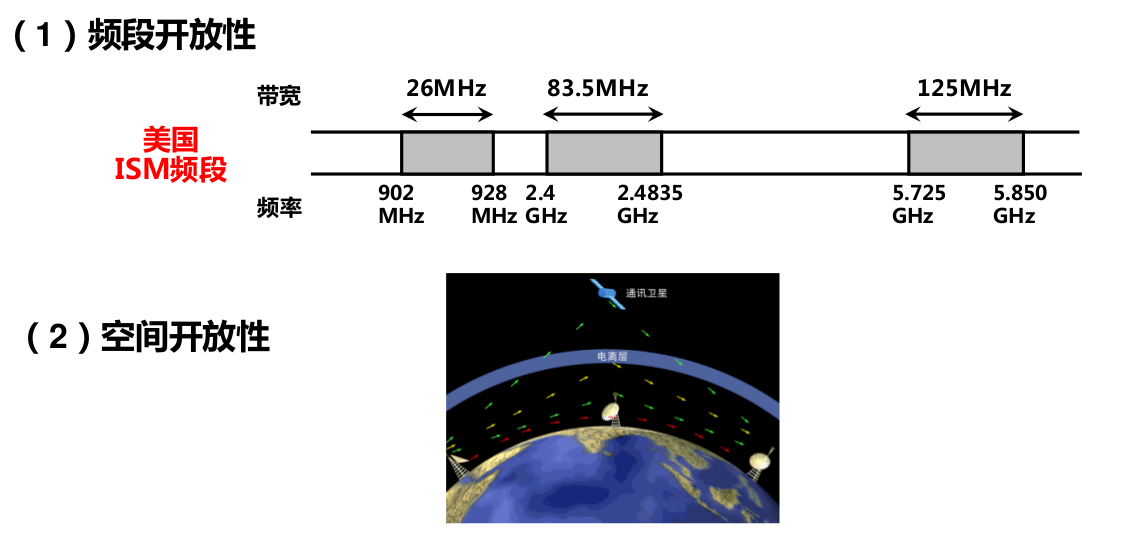 （1）频段开放性
带宽
26MHz
83.5MHz
125MHz
美国
ISM频段
频率
902
MHz
928
MHz
2.4
GHz
2.4835
GHz
5.725
GHz
5.850
GHz
（2）空间开放性
通讯卫星
电离层